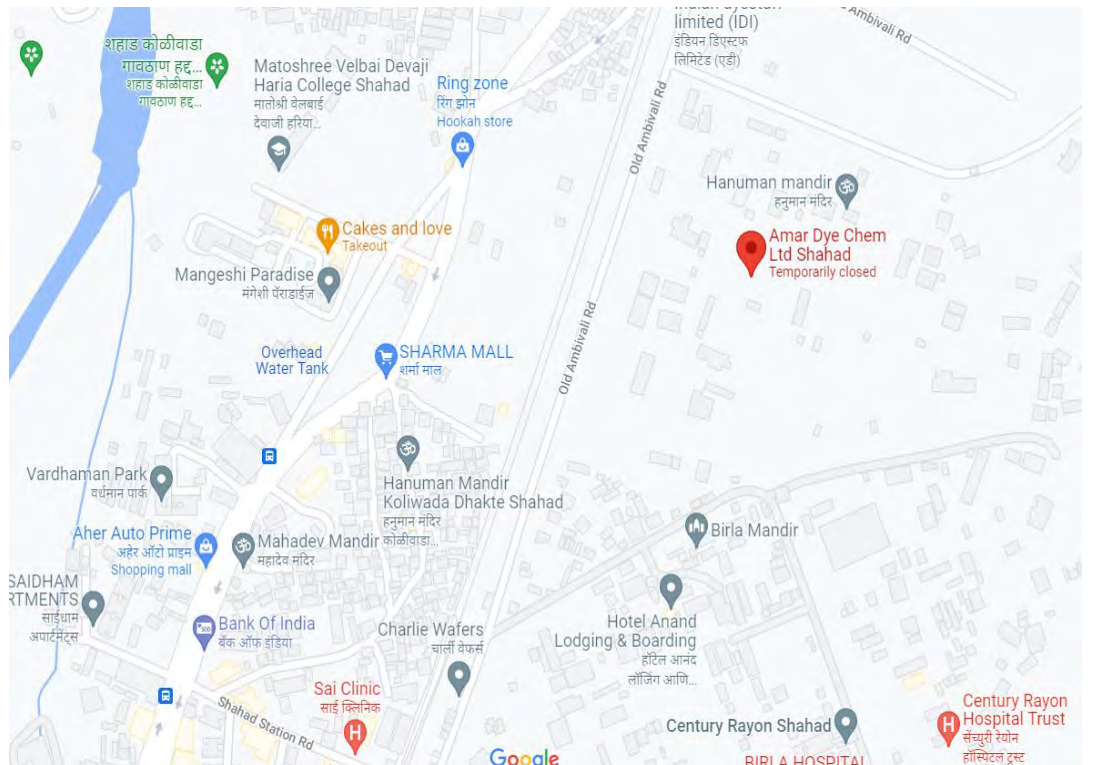 limited (IDI)
इंडियन डिएस्टफ
लिमिटेड (एडी)
Ambivali Rd
शहाड कोळीवाडा
गावठाण हद्द...
शहाड कोळीवाडा
गावठाण हद्द...
Matoshree Velbai Devaji
Haria College Shahad
मातोश्री वेलबाई
देवाजी हरिया...
Ring zone
रिंग झोन
Hookah store
Old Ambivali Rd
Hanuman mandir
हनुमान मंदिर
Cakes and love
Takeout
Amar Dye Chem
Ltd Shahad
Temporarily closed
Mangeshi Paradise
मंगेशी पॅराडाईज
Overhead
Water Tank
SHARMA MALL
शर्मा माल
Old Ambivali Rd
Vardhaman Park
वर्धमान पार्क
Hanuman Mandir
Koliwada Dhakte Shahad
हनुमान मंदिर
कोळीवाडा...
Aher Auto Prime
अहेर ऑटो प्राइम
Shopping mall
Mahadev Mandir
महादेव मंदिर
Birla Mandir
SAIDHAM
RTMENTS
साईधाम
अपार्टमेंट्स
Bank Of India
बँक ऑफ इंडिया
Charlie Wafers
चार्ली वेफर्स
Hotel Anand
Lodging & Boarding
हॉटेल आनंद
लॉजिंग आणि...
Sai Clinic
साई क्लिनिक
Shahad Station Rd
Century Rayon Shahad
Century Rayon
Hospital Trust
सेंच्युरी रेयोन
हॉस्पिटल ट्रस्ट
Google
BIRLA HOSPITAL